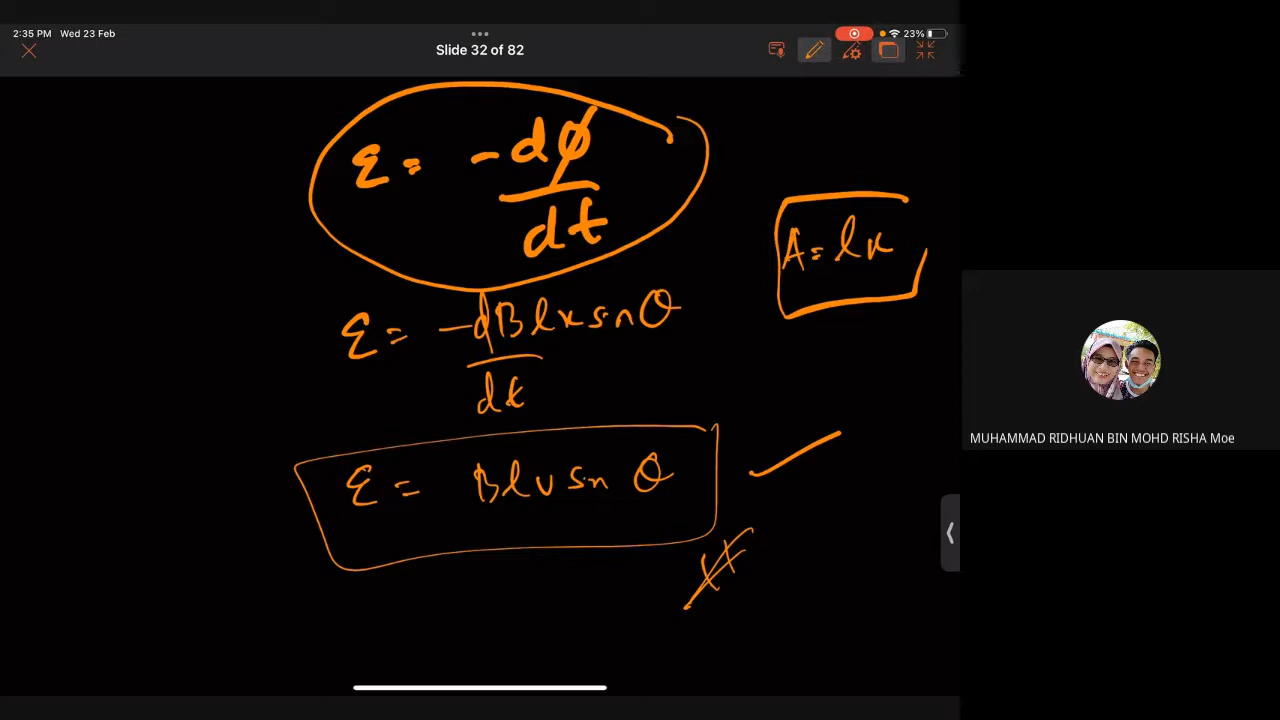 2:35 PM Wed 23 Feb
23%
Slide 32 of 82
ε = -dφ
dt
A = lx
ε = -dBlx sin θ
dt
ε = Blv sin θ
MUHAMMAD RIDHUAN BIN MOHD RISHA Moe